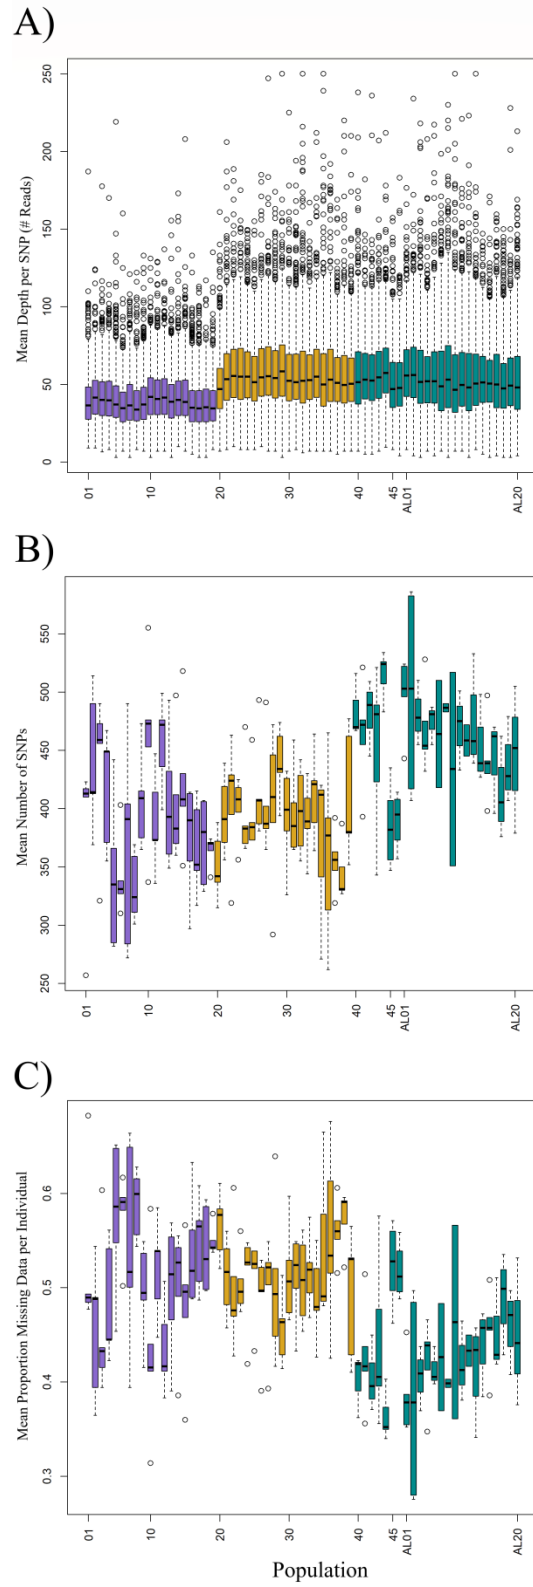 A)
Mean Depth per SNP (# Reads)
250
200
150
100
50
0
01
10
20
30
40
45
AL01
AL20
B)
Mean Number of SNPs
550
500
450
400
350
300
250
01
10
20
30
40
45
AL01
AL20
C)
Mean Proportion Missing Data per Individual
0.6
0.5
0.4
0.3
01
10
20
30
40
45
AL01
AL20
Population